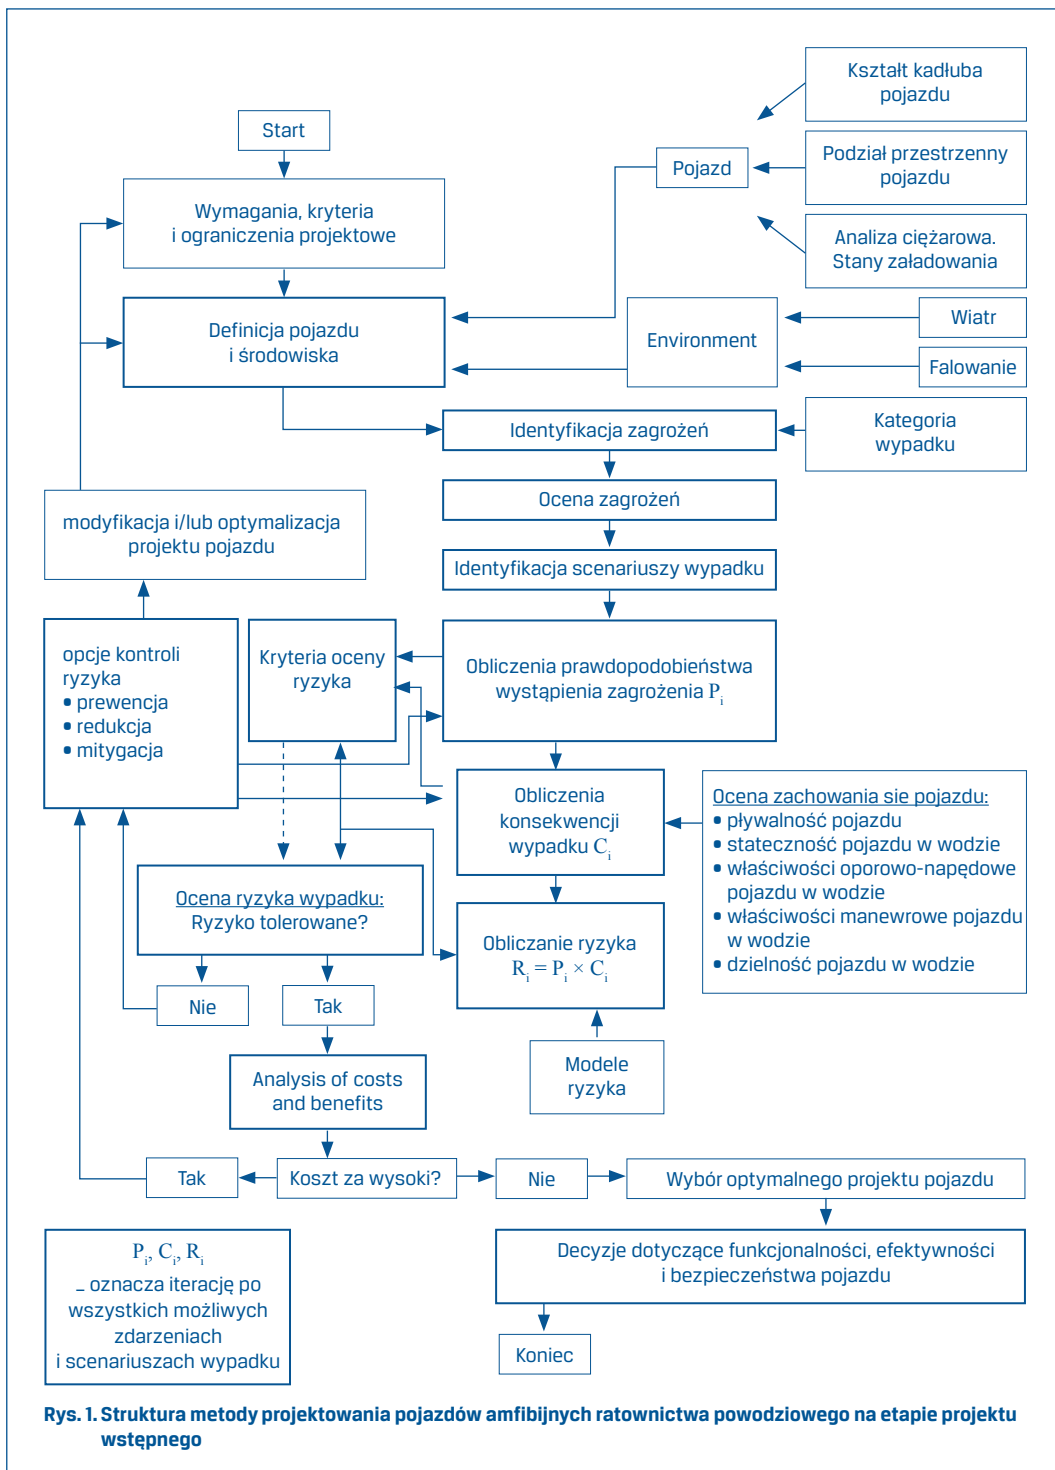 Kształt kadłuba
pojazdu
Start
Podział przestrzenny
pojazdu
Pojazd
Wymagania, kryteria
i ograniczenia projektowe
Analiza ciężarowa.
Stany załadowania
Definicja pojazdu
i środowiska
Environment
Wiatr
Falowanie
Identyfikacja zagrożeń
Kategoria
wypadku
Ocena zagrożeń
modyfikacja i/lub optymalizacja
projektu pojazdu
Identyfikacja scenariuszy wypadku
opcje kontroli
ryzyka
• prewencja
• redukcja
• mitygacja
Kryteria oceny
ryzyka
Obliczenia prawdopodobieństwa
wystąpienia zagrożenia Pi
Obliczenia
konsekwencji
wypadku Ci
Ocena zachowania sie pojazdu:
• pływalność pojazdu
• stateczność pojazdu w wodzie
• właściwości oporowo-napędowe
pojazdu w wodzie
• właściwości manewrowe pojazdu
w wodzie
• dzielność pojazdu w wodzie
Ocena ryzyka wypadku:
Ryzyko tolerowane?
Obliczanie ryzyka
Ri = Pi × Ci
Nie
Tak
Modele
ryzyka
Analysis of costs
and benefits
Tak
Koszt za wysoki?
Nie
Wybór optymalnego projektu pojazdu
Pi, Ci, Ri
– oznacza iterację po
wszystkich możliwych
zdarzeniach
i scenariuszach wypadku
Decyzje dotyczące funkcjonalności, efektywności
i bezpieczeństwa pojazdu
Koniec
Rys. 1. Struktura metody projektowania pojazdów amfibijnych ratownictwa powodziowego na etapie projektu
wstępnego